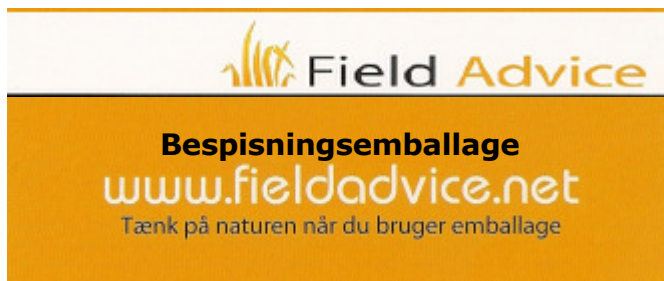 Field Advice
Bespisningsemballage
www.fieldadvice.net
Tænk på naturen når du bruger emballage